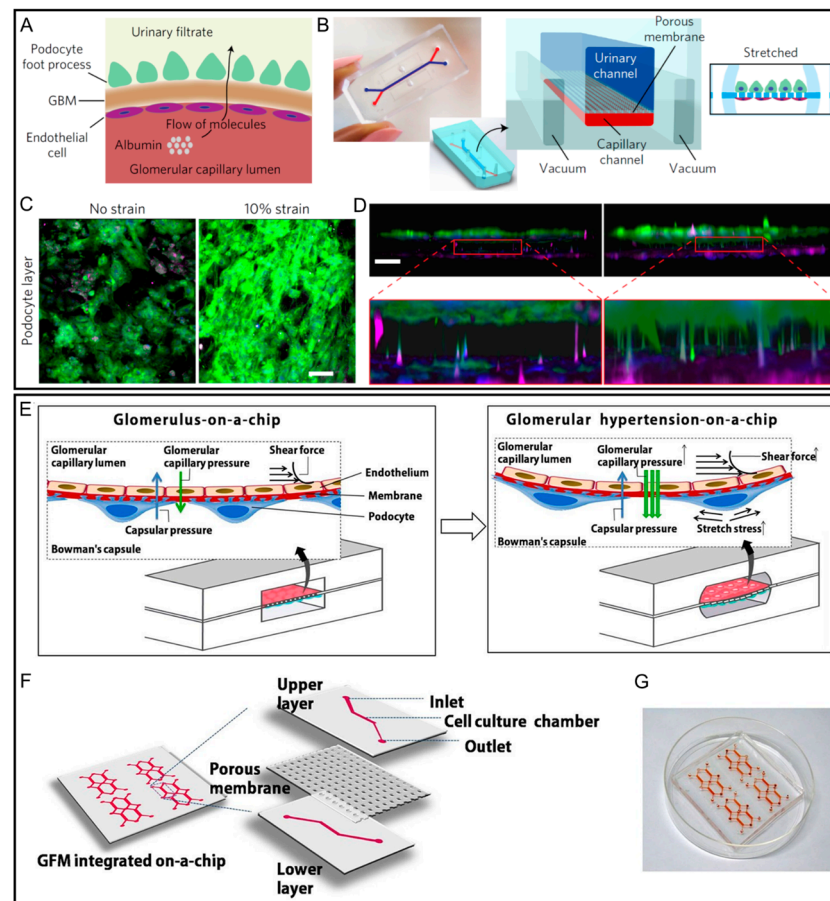 A
Urinary filtrate
Podocyte
foot process
GBM
Endothelial
cell
Flow of molecules
Albumin
Glomerular capillary lumen
B
Porous
membrane
Urinary
channel
Capillary
channel
Vacuum
Vacuum
Stretched
C
No strain
10% strain
Podocyte layer
D
E
Glomerulus-on-a-chip
Glomerular
capillary lumen
Glomerular
capillary pressure
Shear force
Endothelium
Membrane
Podocyte
Capsular pressure
Bowman's capsule
Glomerular hypertension-on-a-chip
Glomerular
capillary lumen
Glomerular
capillary pressure↑
Shear force↑
Capsular pressure
Stretch stress↑
Bowman's capsule
F
Upper
layer
Inlet
Cell culture chamber
Outlet
Porous
membrane
GFM integrated on-a-chip
Lower
layer
G